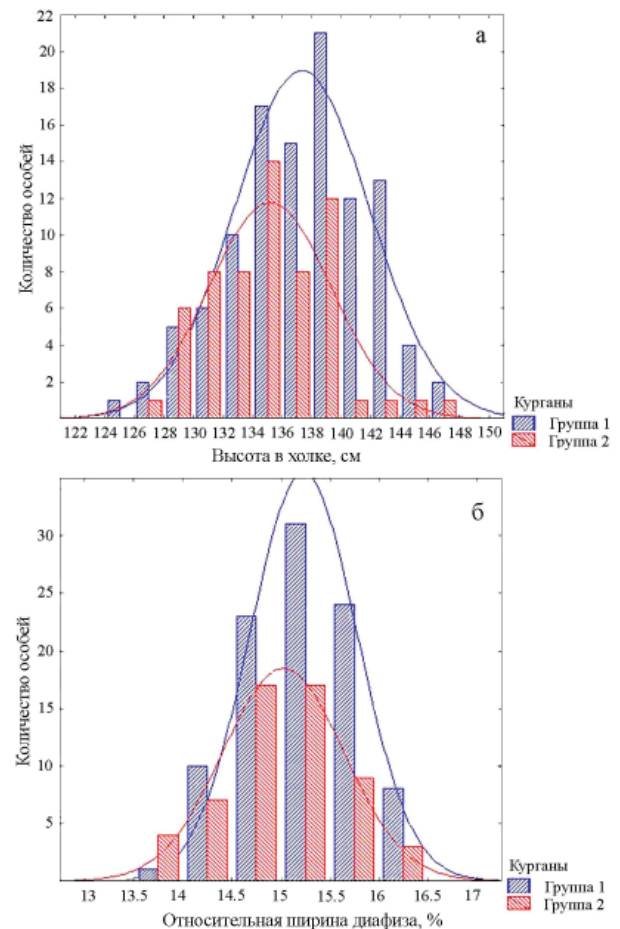 а
22
20
18
16
14
12
10
8
6
4
2
Количество особей
122 124 126 128 130 132 134 136 138 140 142 144 146 148 150
Высота в холке, см
Курганы
Группа 1
Группа 2
б
30
25
20
15
10
5
Количество особей
13 13.5 14 14.5 15 15.5 16 16.5 17
Относительная ширина диафиза, %
Курганы
Группа 1
Группа 2